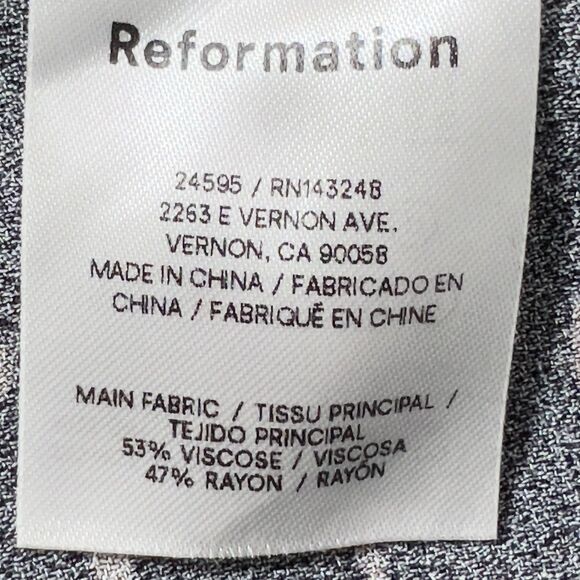 Reformation
24595 / RN143248
2263 E VERNON AVE.
VERNON, CA 90058
MADE IN CHINA / FABRICADO EN
CHINA / FABRIQUÉ EN CHINE
MAIN FABRIC / TISSU PRINCIPAL /
TEJIDO PRINCIPAL
53% VISCOSE / VISCOSA
47% RAYON / RAYÓN